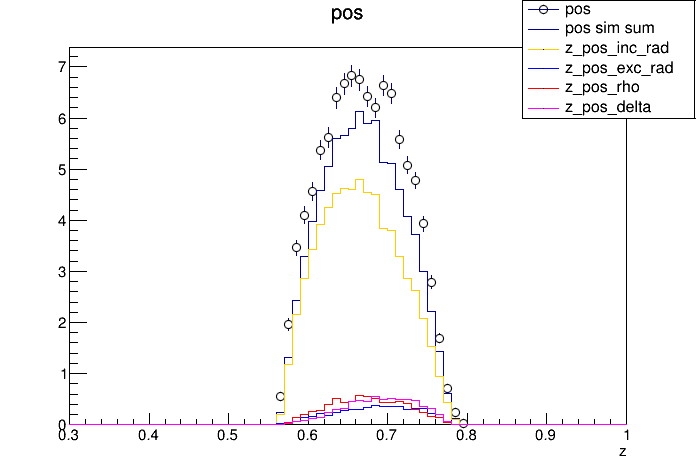 pos
pos
pos sim sum
z_pos_inc_rad
z_pos_exc_rad
z_pos_rho
z_pos_delta
7
6
5
4
3
2
1
0
0.3 0.4 0.5 0.6 0.7 0.8 0.9 1
z